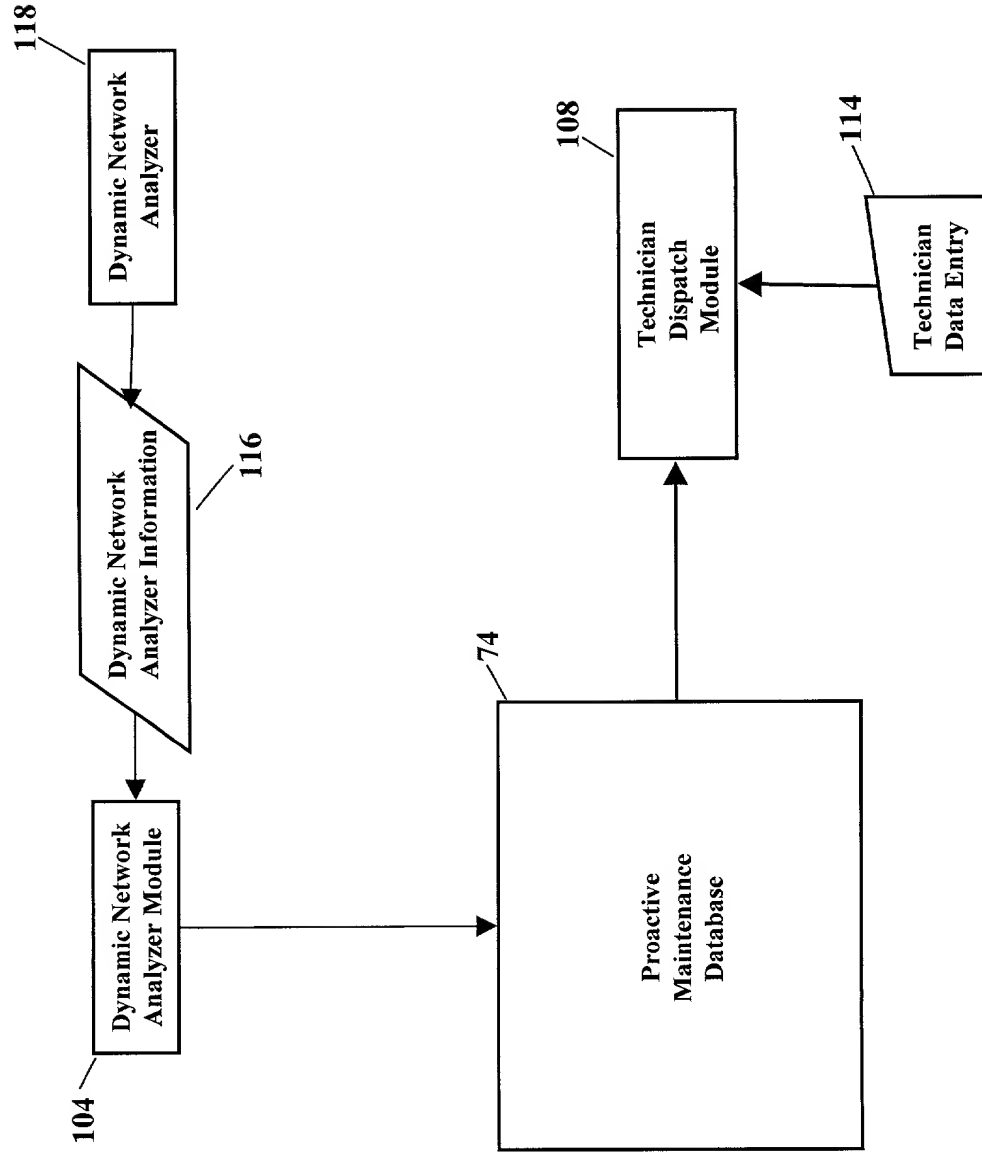 118
Dynamic Network
Analyzer
Dynamic Network
Analyzer Information
116
Dynamic Network
Analyzer Module
104
Proactive
Maintenance
Database
74
Technician
Dispatch
Module
108
Technician
Data Entry
114